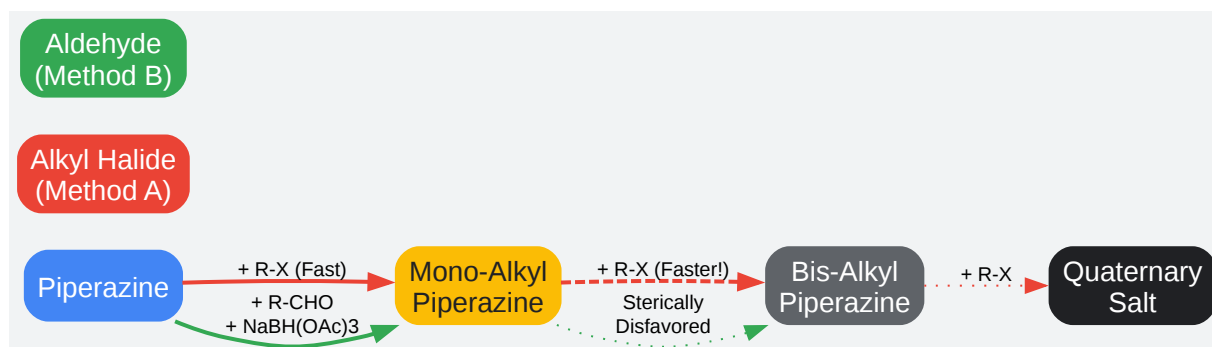 Aldehyde
(Method B)
Alkyl Halide
(Method A)
Piperazine
+ R-X (Fast)
+ R-CHO
+ NaBH(OAc)3
Mono-Alkyl
Piperazine
+ R-X (Faster!)
Sterically
Disfavored
Bis-Alkyl
Piperazine
+ R-X
Quaternary
Salt